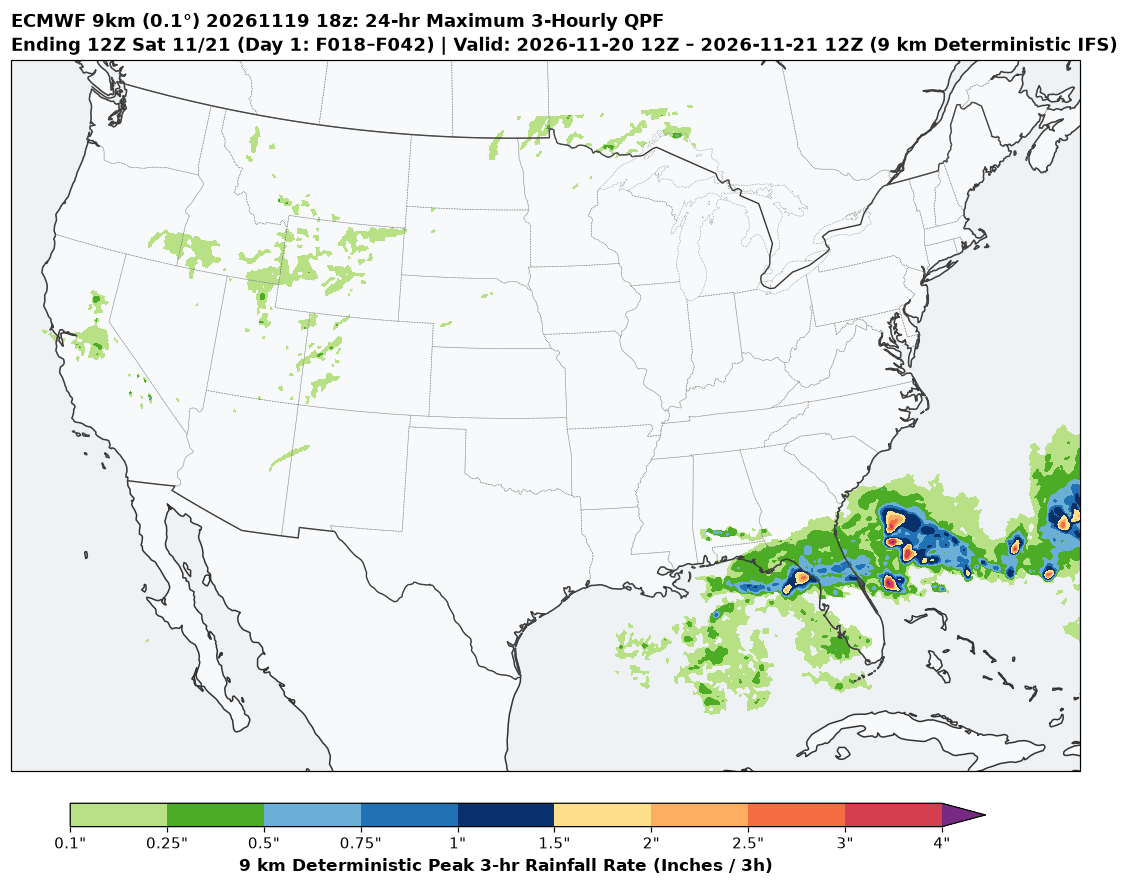 ECMWF 9km (0.1°) 20261119 18z: 24-hr Maximum 3-Hourly QPF
Ending 12Z Sat 11/21 (Day 1: F018–F042) | Valid: 2026-11-20 12Z – 2026-11-21 12Z (9 km Deterministic IFS)
0.1" 0.25" 0.5" 0.75" 1" 1.5" 2" 2.5" 3" 4"
9 km Deterministic Peak 3-hr Rainfall Rate (Inches / 3h)